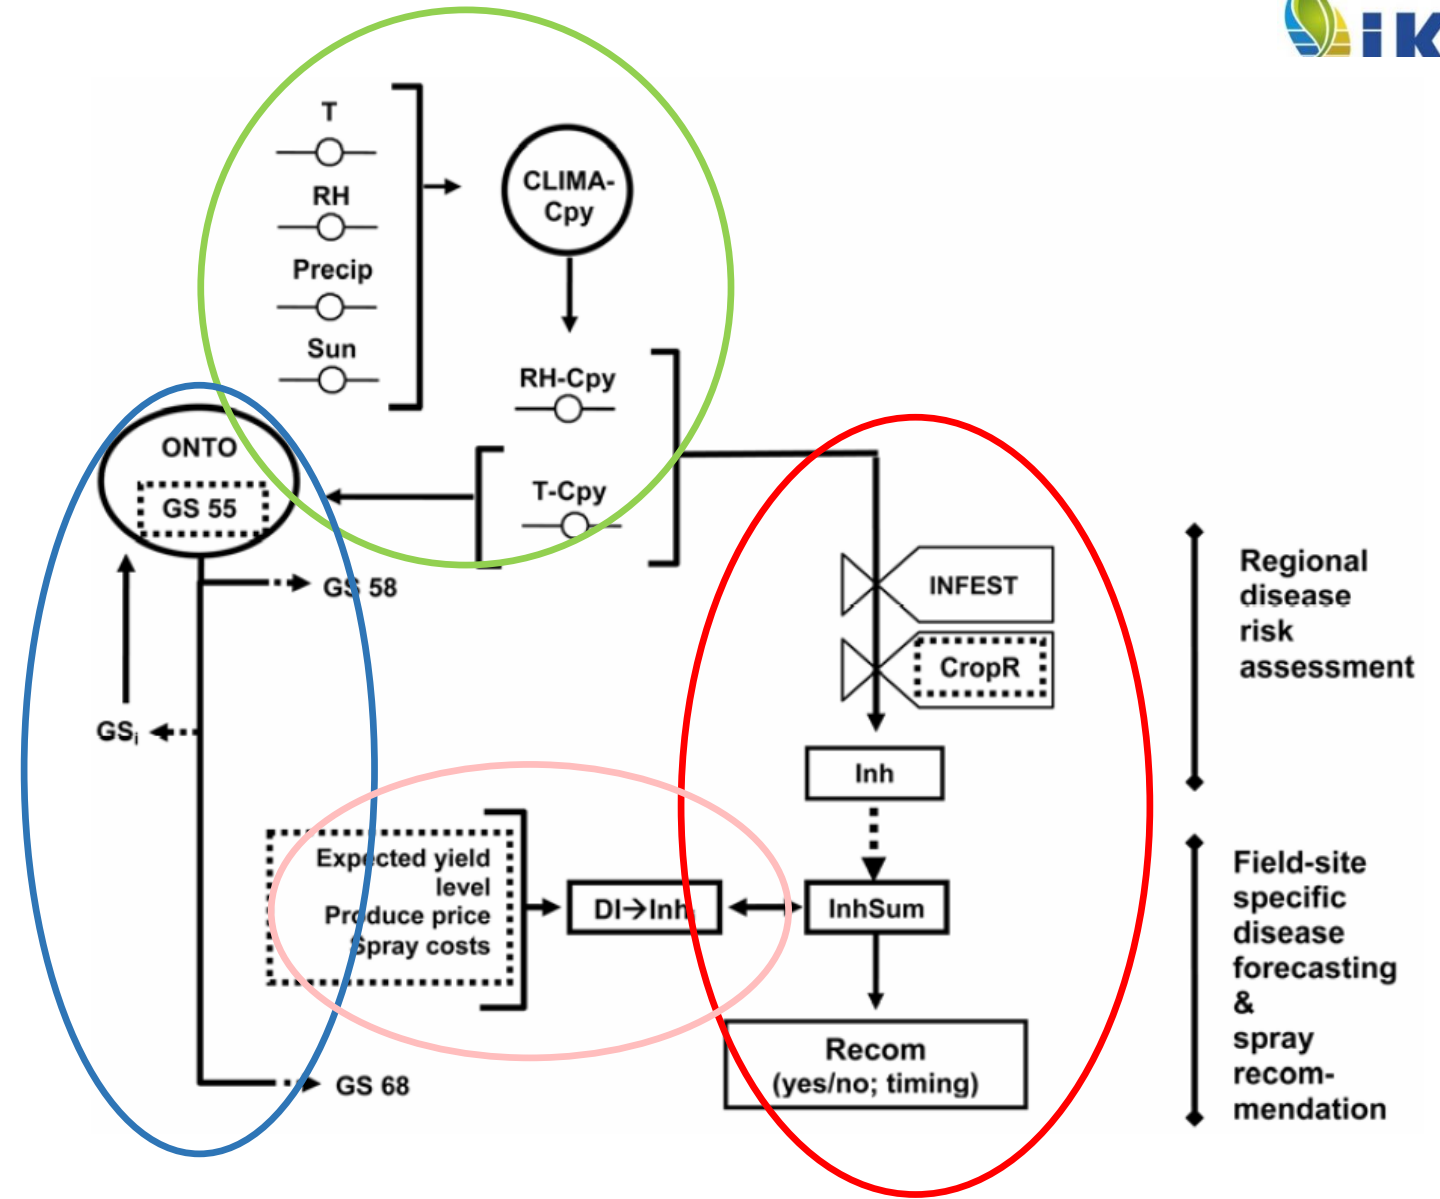 iK
T
RH
Precip
Sun
CLIMA-
Cpy
RH-Cpy
T-Cpy
ONTO
GS 55
GS 58
GSi
GS 68
Expected yield
level
Produce price
Spray costs
DI→Inh
INFEST
CropR
Inh
InhSum
Recom
(yes/no; timing)
Regional
disease
risk
assessment
Field-site
specific
disease
forecasting
&
spray
recom-
mendation